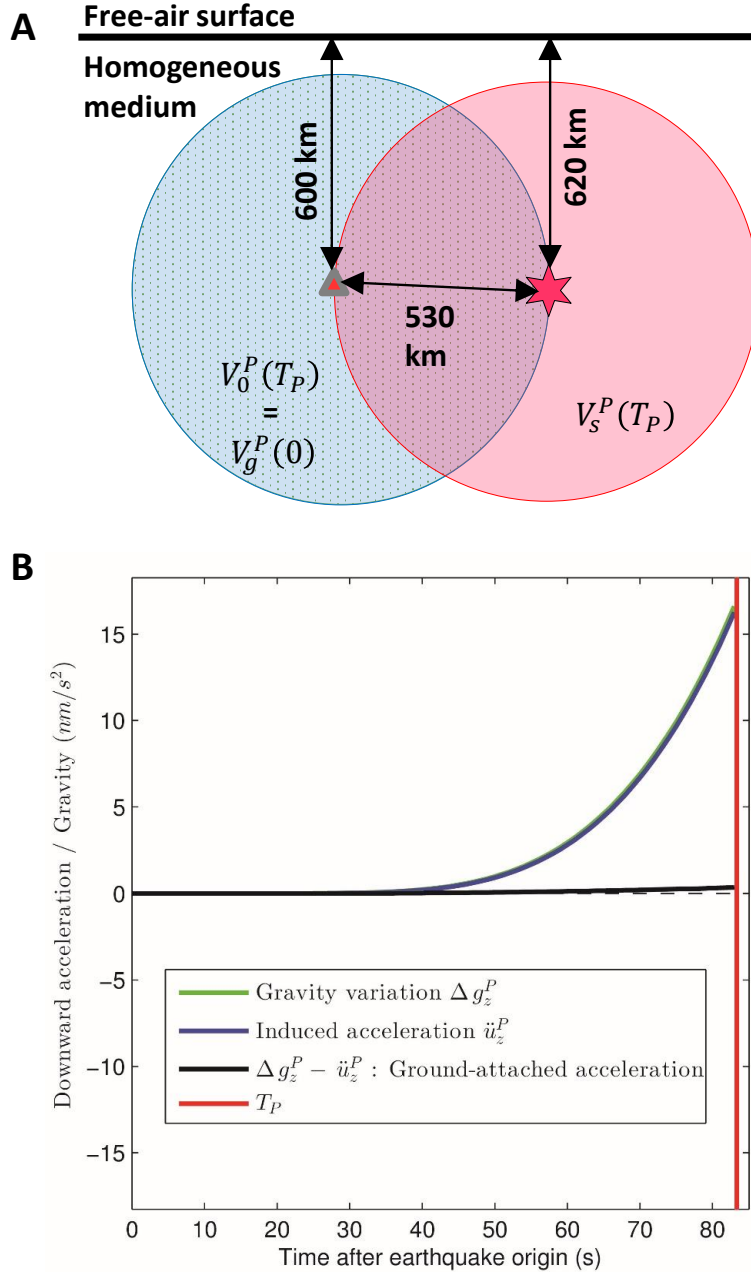 A
Free-air surface
Homogeneous
medium
600 km
620 km
530
km
V_0^P(T_P)
=
V_g^P(0)
V_s^P(T_P)
B
Downward acceleration / Gravity (nm/s²)
15
10
5
0
−5
−10
−15
Gravity variation Δg_z^P
Induced acceleration ü_z^P
Δg_z^P − ü_z^P : Ground-attached acceleration
T_P
0 10 20 30 40 50 60 70 80
Time after earthquake origin (s)